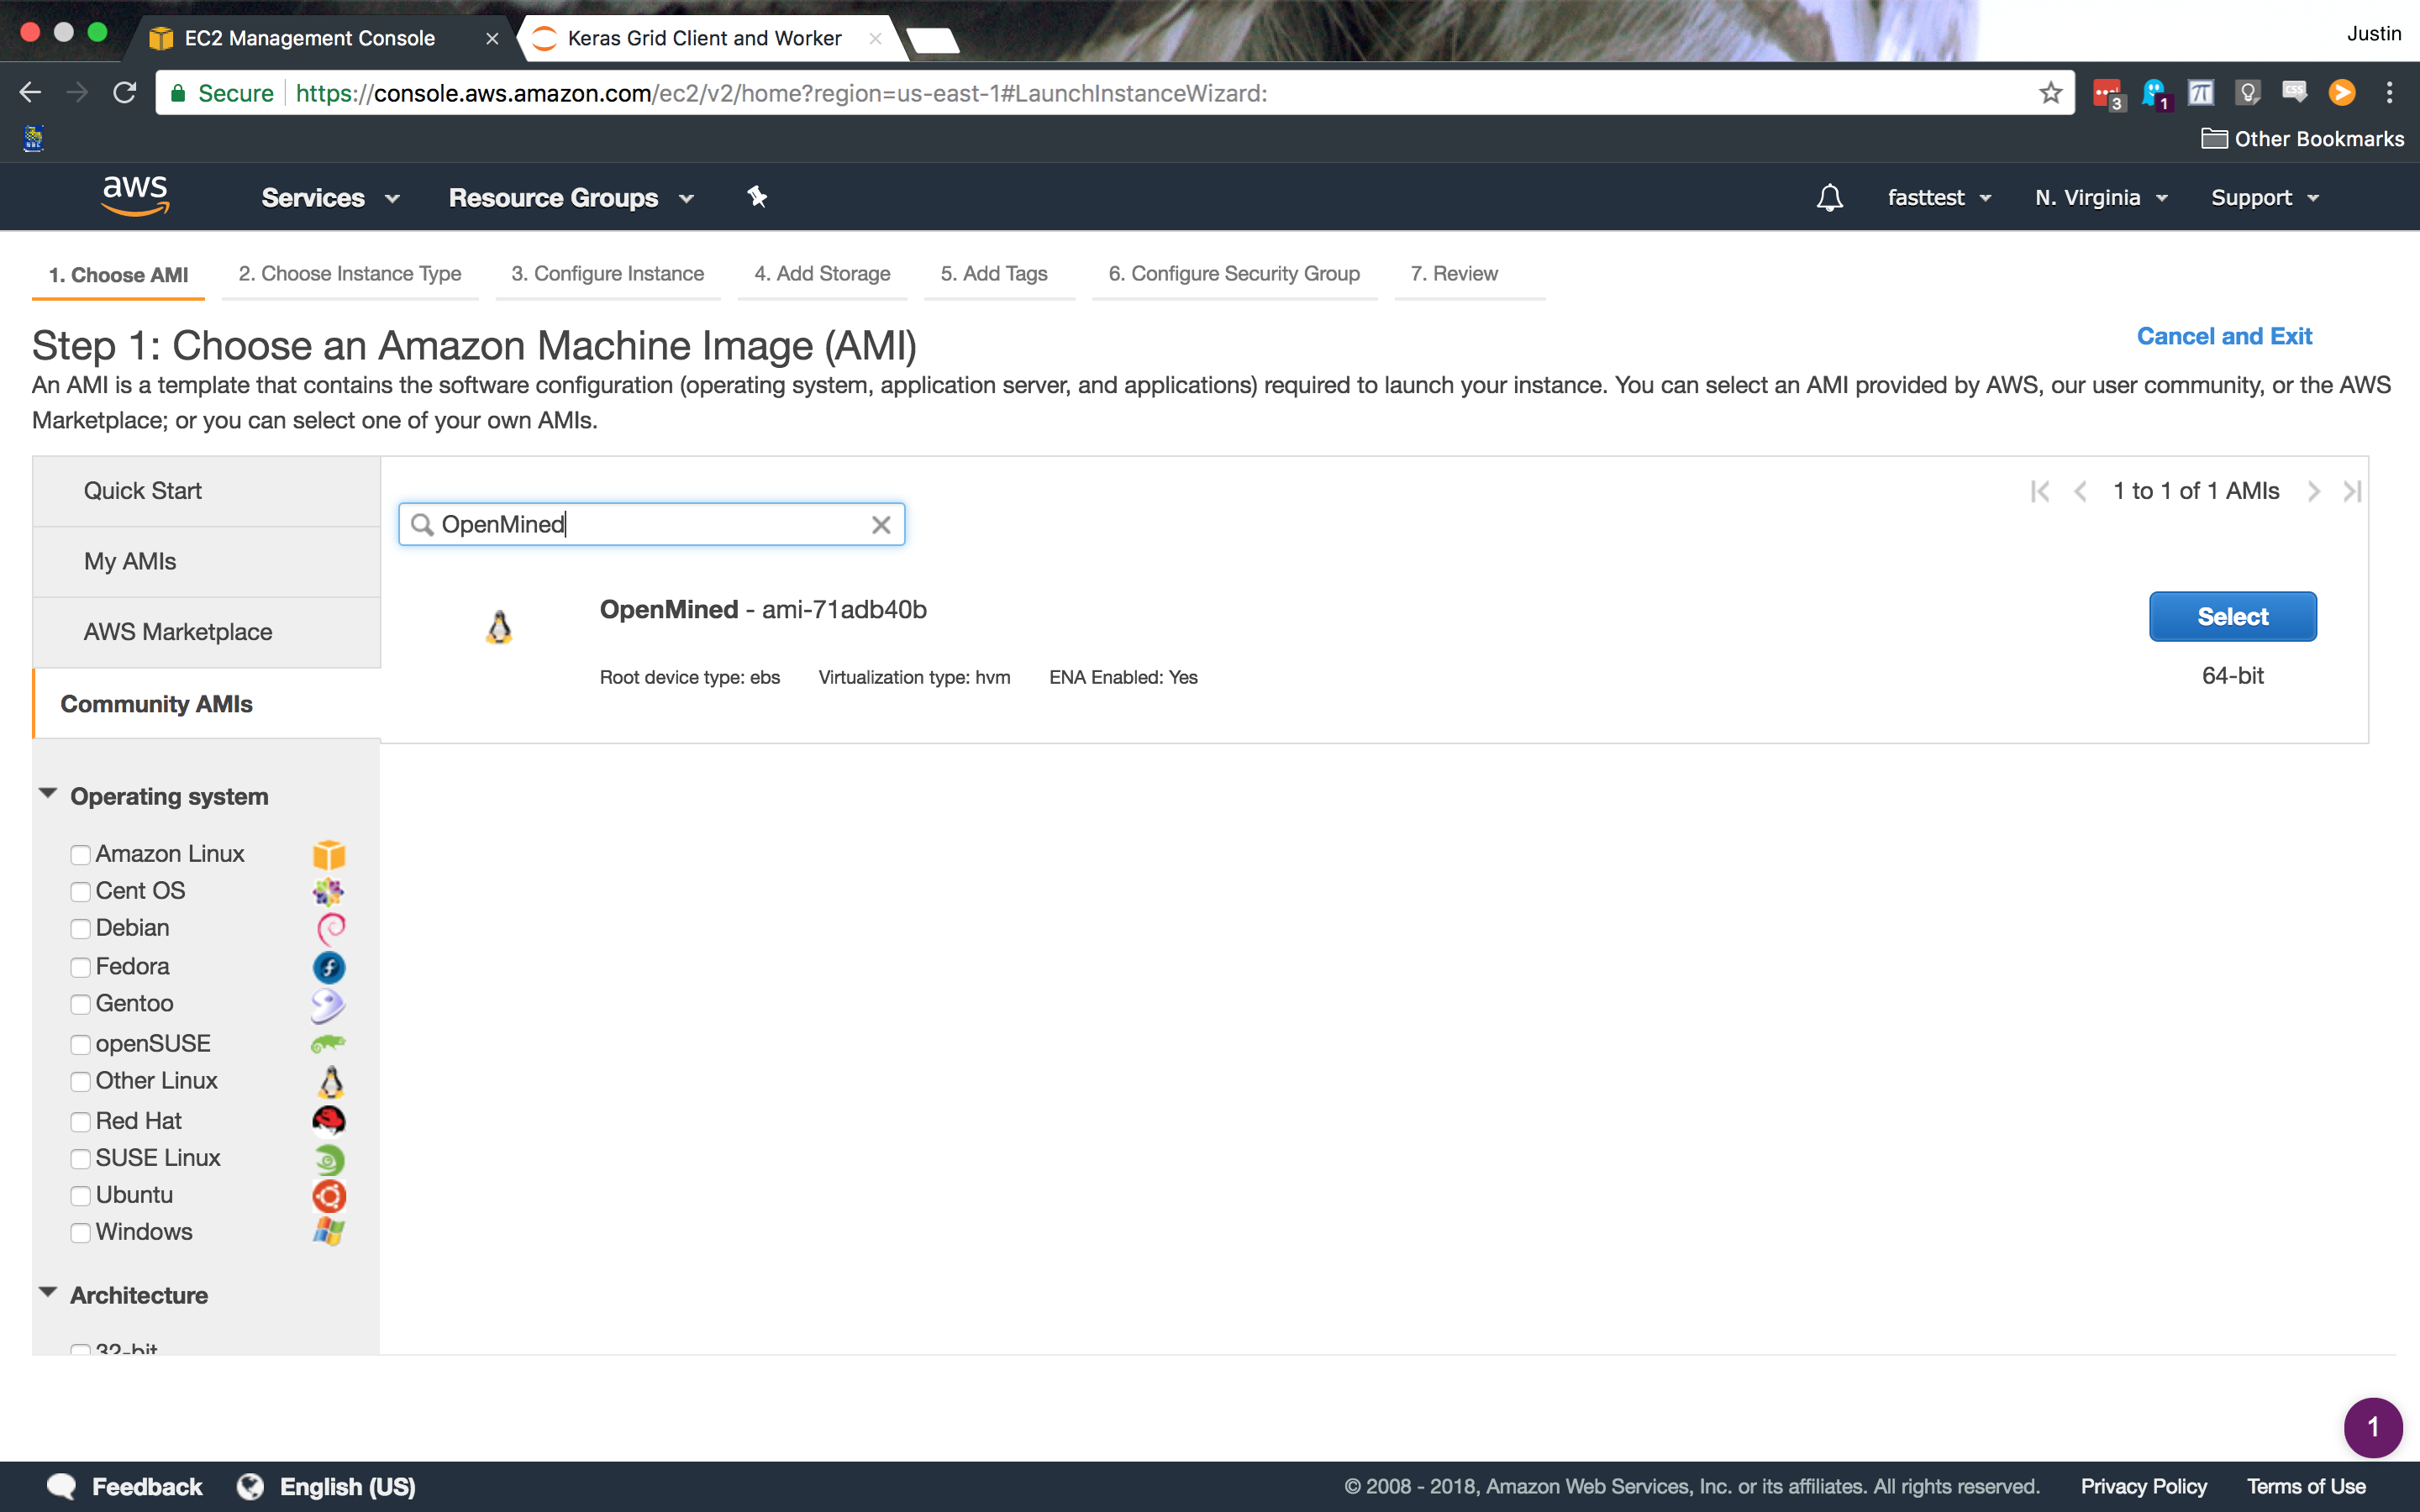 EC2 Management Console
Keras Grid Client and Worker
Justin
Secure
https://console.aws.amazon.com/ec2/v2/home?region=us-east-1#LaunchInstanceWizard:
3
1
π
CSS
Other Bookmarks
aws
Services
Resource Groups
fasttest
N. Virginia
Support
1. Choose AMI
2. Choose Instance Type
3. Configure Instance
4. Add Storage
5. Add Tags
6. Configure Security Group
7. Review
Step 1: Choose an Amazon Machine Image (AMI)
Cancel and Exit
An AMI is a template that contains the software configuration (operating system, application server, and applications) required to launch your instance. You can select an AMI provided by AWS, our user community, or the AWS
Marketplace; or you can select one of your own AMIs.
Quick Start
My AMIs
AWS Marketplace
Community AMIs
1 to 1 of 1 AMIs
OpenMined
OpenMined - ami-71adb40b
Select
Root device type: ebs
Virtualization type: hvm
ENA Enabled: Yes
64-bit
Operating system
Amazon Linux
Cent OS
Debian
Fedora
Gentoo
openSUSE
Other Linux
Red Hat
SUSE Linux
Ubuntu
Windows
Architecture
32-bit
1
Feedback
English (US)
© 2008 - 2018, Amazon Web Services, Inc. or its affiliates. All rights reserved.
Privacy Policy
Terms of Use